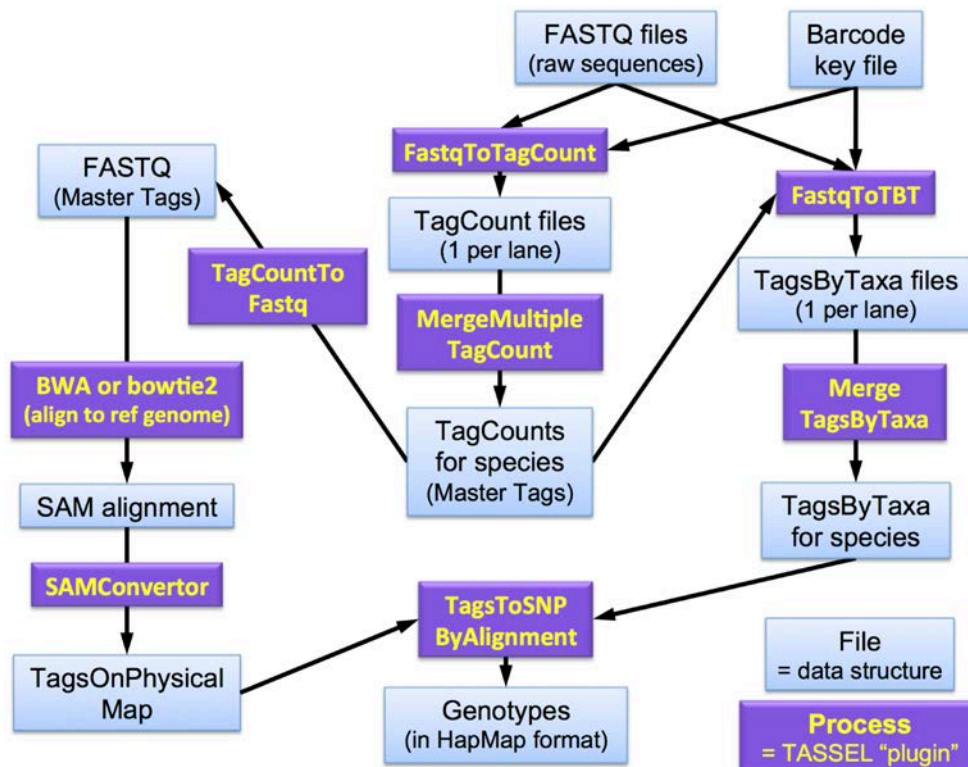 FASTQ files
(raw sequences)
Barcode
key file
FastqToTagCount
FASTQ
(Master Tags)
FastqToTBT
TagCount files
(1 per lane)
TagCountTo
Fastq
TagsByTaxa files
(1 per lane)
MergeMultiple
TagCount
BWA or bowtie2
(align to ref genome)
Merge
TagsByTaxa
TagCounts
for species
(Master Tags)
SAM alignment
TagsByTaxa
for species
SAMConvertor
TagsToSNP
ByAlignment
TagsOnPhysical
Map
Genotypes
(in HapMap format)
File
= data structure
Process
= TASSEL “plugin”